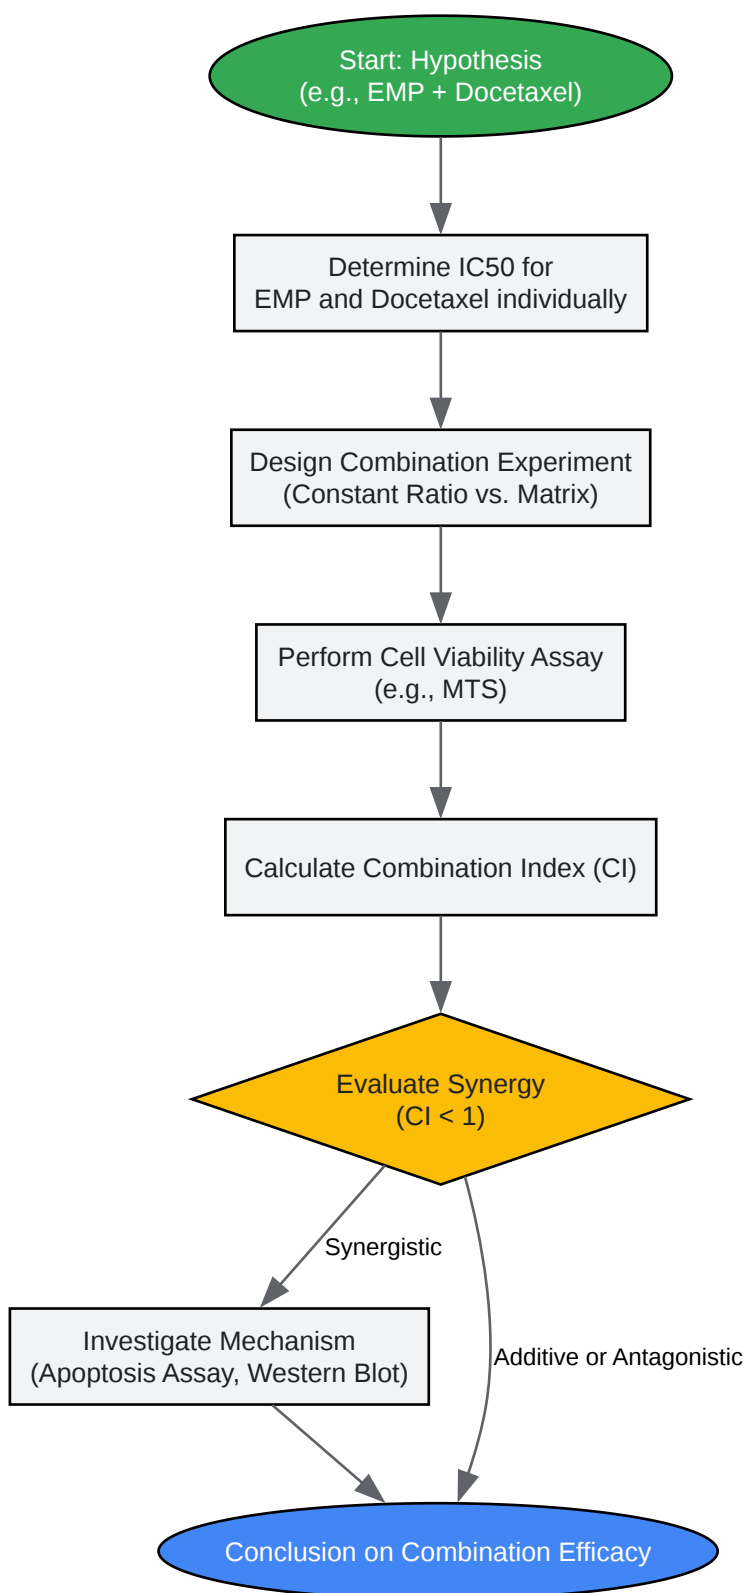 Start: Hypothesis
(e.g., EMP + Docetaxel)
Determine IC50 for
EMP and Docetaxel individually
Design Combination Experiment
(Constant Ratio vs. Matrix)
Perform Cell Viability Assay
(e.g., MTS)
Calculate Combination Index (CI)
Evaluate Synergy
(CI < 1)
Synergistic
Investigate Mechanism
(Apoptosis Assay, Western Blot)
Additive or Antagonistic
Conclusion on Combination Efficacy